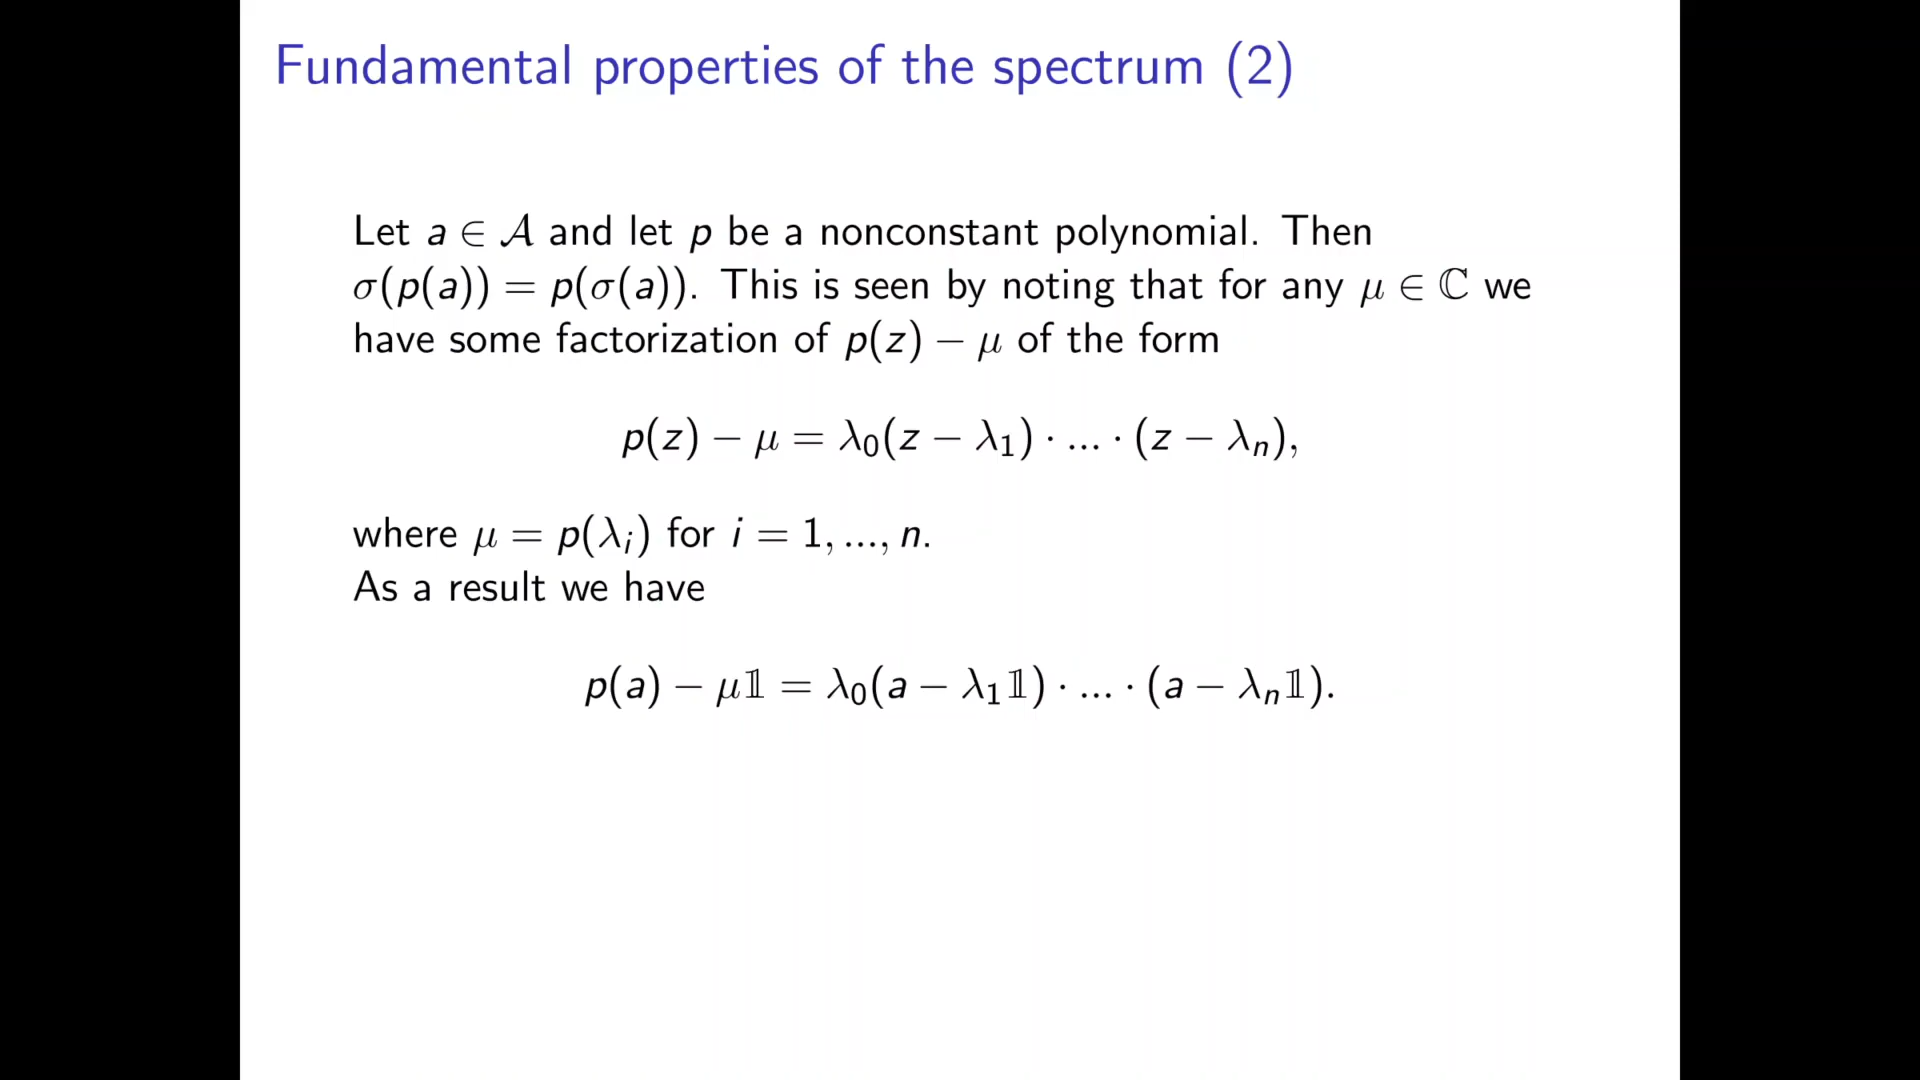 Fundamental properties of the spectrum (2)
Let a ∈ 𝒜 and let p be a nonconstant polynomial. Then
σ(p(a)) = p(σ(a)). This is seen by noting that for any μ ∈ ℂ we
have some factorization of p(z) − μ of the form
p(z) − μ = λ₀(z − λ₁) · ... · (z − λₙ),
where μ = p(λᵢ) for i = 1, ..., n.
As a result we have
p(a) − μ𝟙 = λ₀(a − λ₁𝟙) · ... · (a − λₙ𝟙).